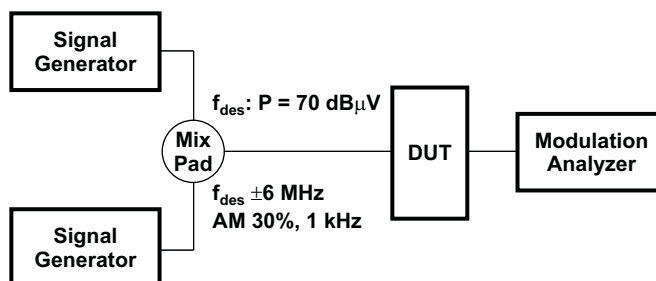 Signal
Generator
f_des: P = 70 dBµV
Mix
Pad
DUT
Modulation
Analyzer
f_des ±6 MHz
AM 30%, 1 kHz
Signal
Generator